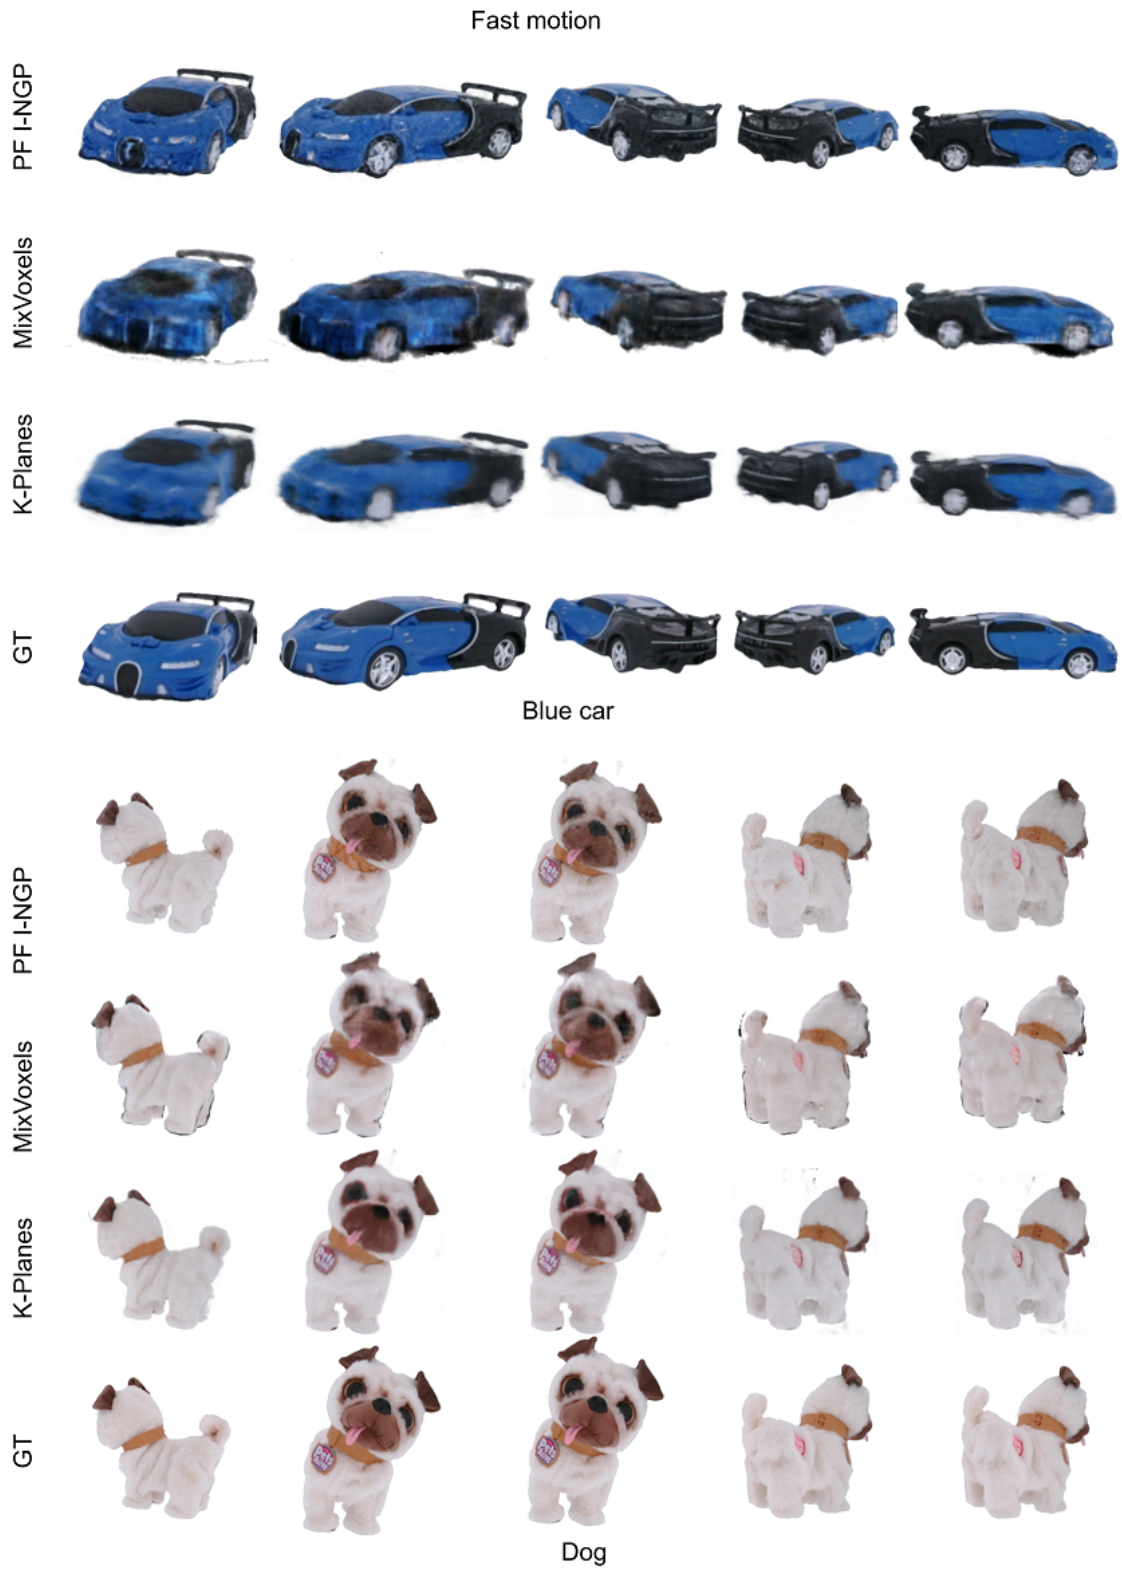 Fast motion
PF I-NGP
MixVoxels
K-Planes
GT
Blue car
PF I-NGP
MixVoxels
K-Planes
GT
Dog